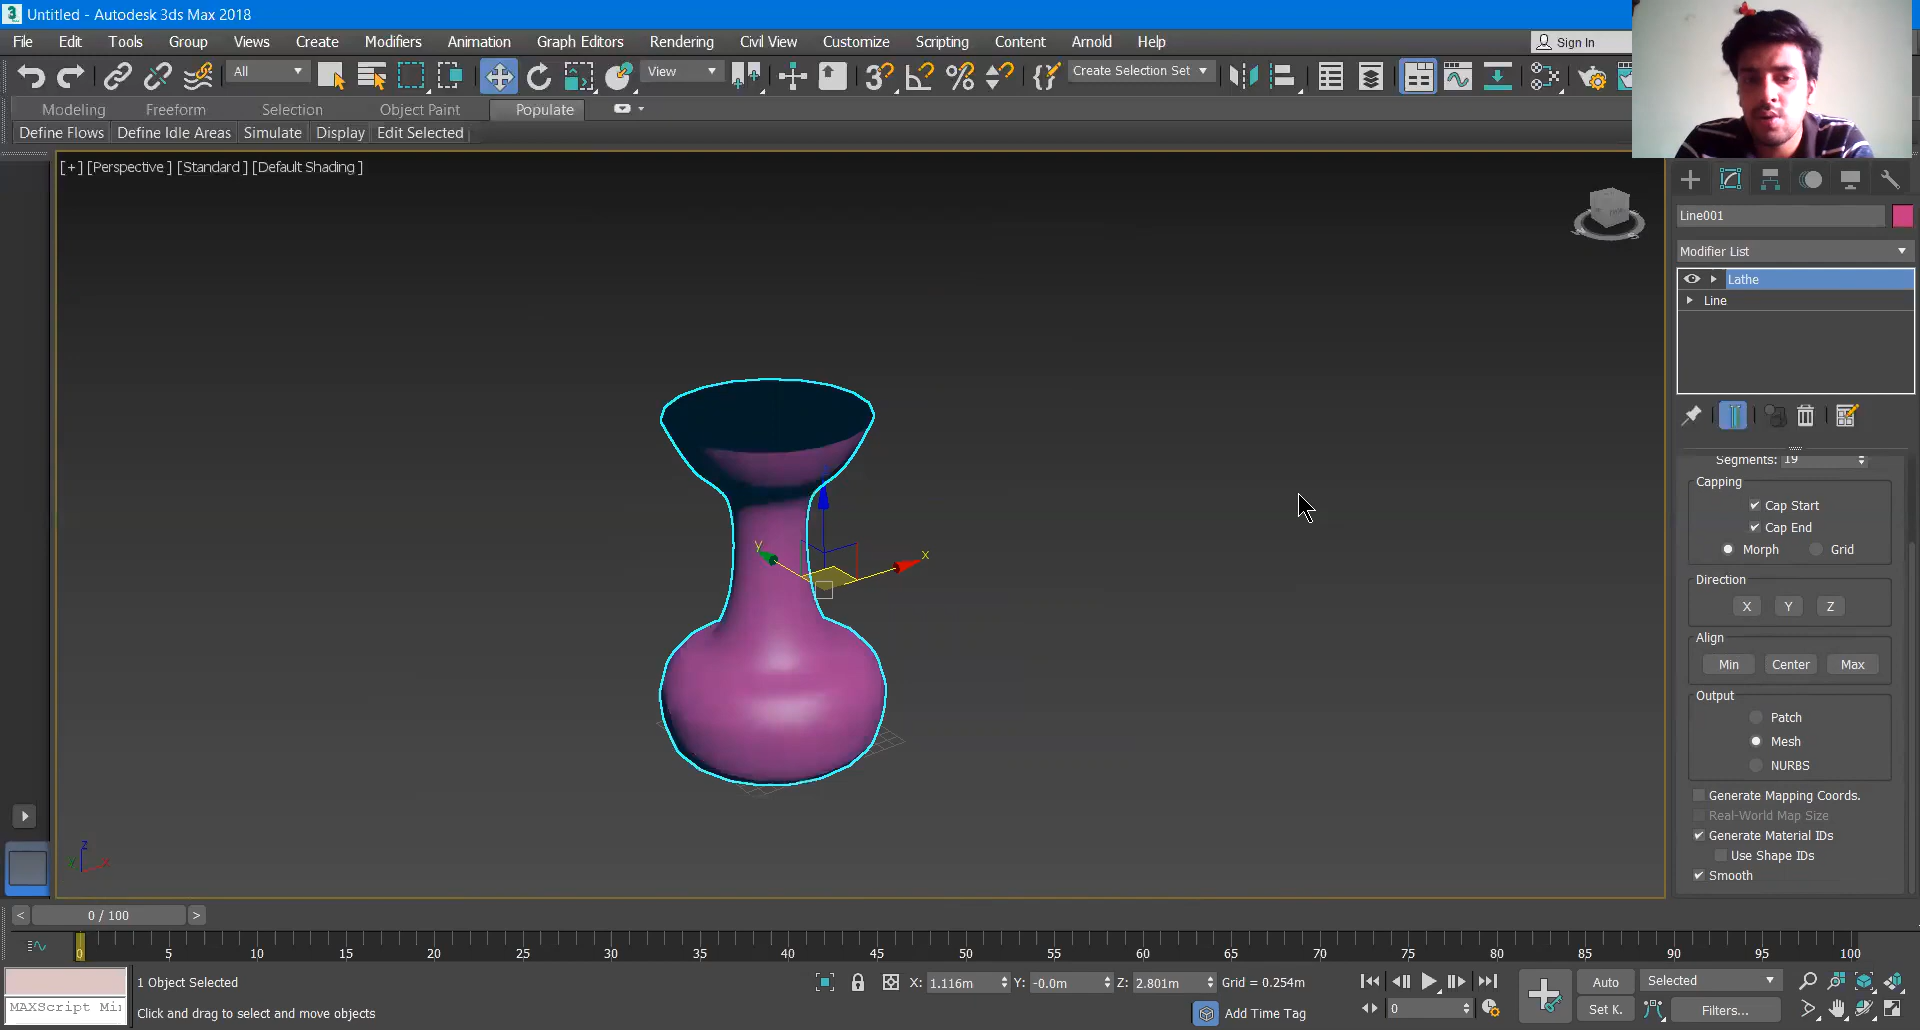 Untitled - Autodesk 3ds Max 2018
File Edit Tools Group Views Create Modifiers Animation Graph Editors Rendering Civil View Customize Scripting Content Arnold Help Sign In
All View Create Selection Set
Modeling Freeform Selection Object Paint Populate
Define Flows Define Idle Areas Simulate Display Edit Selected
[+] [Perspective ] [Standard ] [Default Shading ]
Line001
Modifier List
Lathe
Line
Segments: 19
Capping
Cap Start
Cap End
Morph Grid
Direction
X Y Z
Align
Min Center Max
Output
Patch
Mesh
NURBS
Generate Mapping Coords.
Real-World Map Size
Generate Material IDs
Use Shape IDs
Smooth
y x
z
y x
< 0 / 100 >
0 5 10 15 20 25 30 35 40 45 50 55 60 65 70 75 80 85 90 95 100
1 Object Selected X: 1.116m Y: -0.0m Z: 2.801m Grid = 0.254m Auto Selected
MAXScript Mi Click and drag to select and move objects Add Time Tag 0 Set K. Filters...